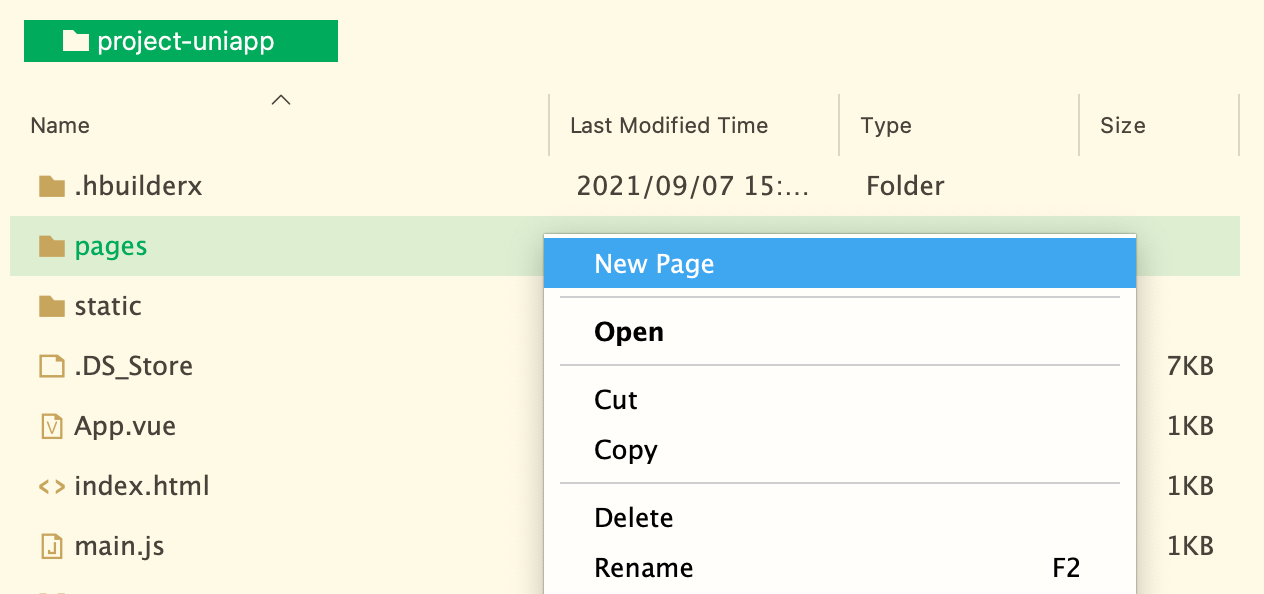 project-uniapp
Name Last Modified Time Type Size
.hbuilderx 2021/09/07 15:... Folder
pages
New Page
static
Open
.DS_Store 7KB
Cut
App.vue 1KB
Copy
index.html 1KB
Delete
main.js 1KB
Rename F2